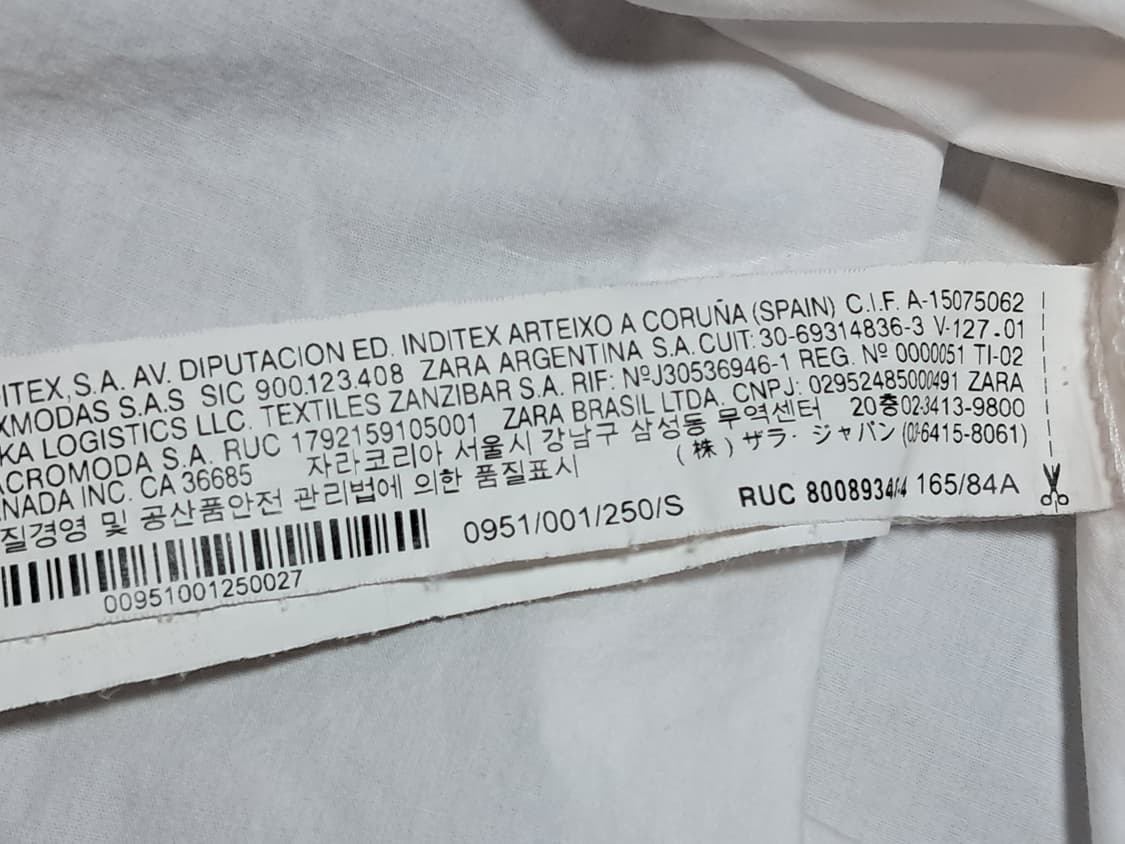 DITEX, S.A. AV. DIPUTACION ED. INDITEX ARTEIXO A CORUÑA (SPAIN) C.I.F. A-15075062
XMODAS S.A.S SIC 900.123.408 ZARA ARGENTINA S.A. CUIT: 30-69314836-3 V-127-01
KA LOGISTICS LLC. TEXTILES ZANZIBAR S.A. RIF: NºJ30536946-1 REG. Nº 0000051 TI-02
ACROMODA S.A. RUC 1792159105001 ZARA BRASIL LTDA. CNPJ: 02952485000491 ZARA
ANADA INC. CA 36685 자라코리아 서울시 강남구 삼성동 무역센터 20층 02-3413-9800
질경영 및 공산품안전 관리법에 의한 품질표시 (株) ザラ・ジャパン (03-6415-8061)
0951/001/250/S RUC 8008934 165/84A
00951001250027